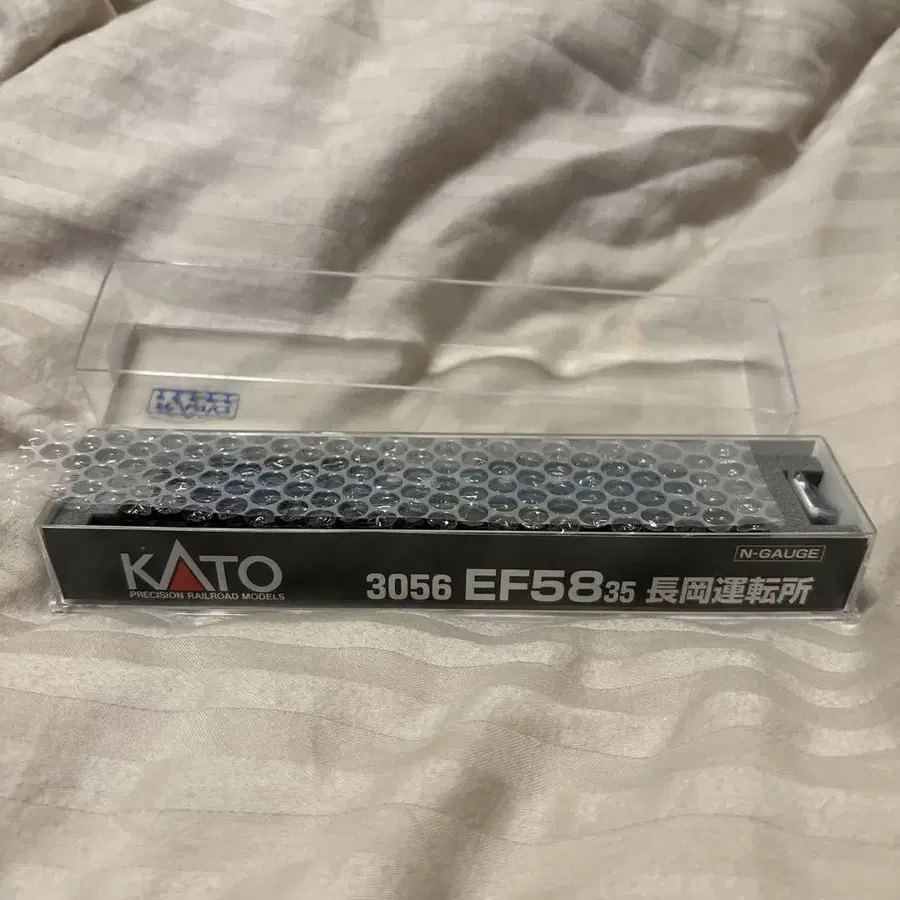 KATO
PRECISION RAILROAD MODELS
N-GAUGE
3056 EF58 35 長岡運転所